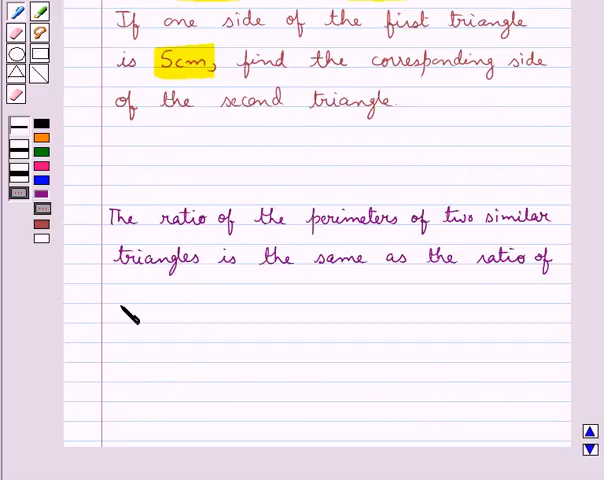 If one side of the first triangle
is 5cm, find the corresponding side
of the second triangle.
The ratio of the perimeters of two similar
triangles is the same as the ratio of